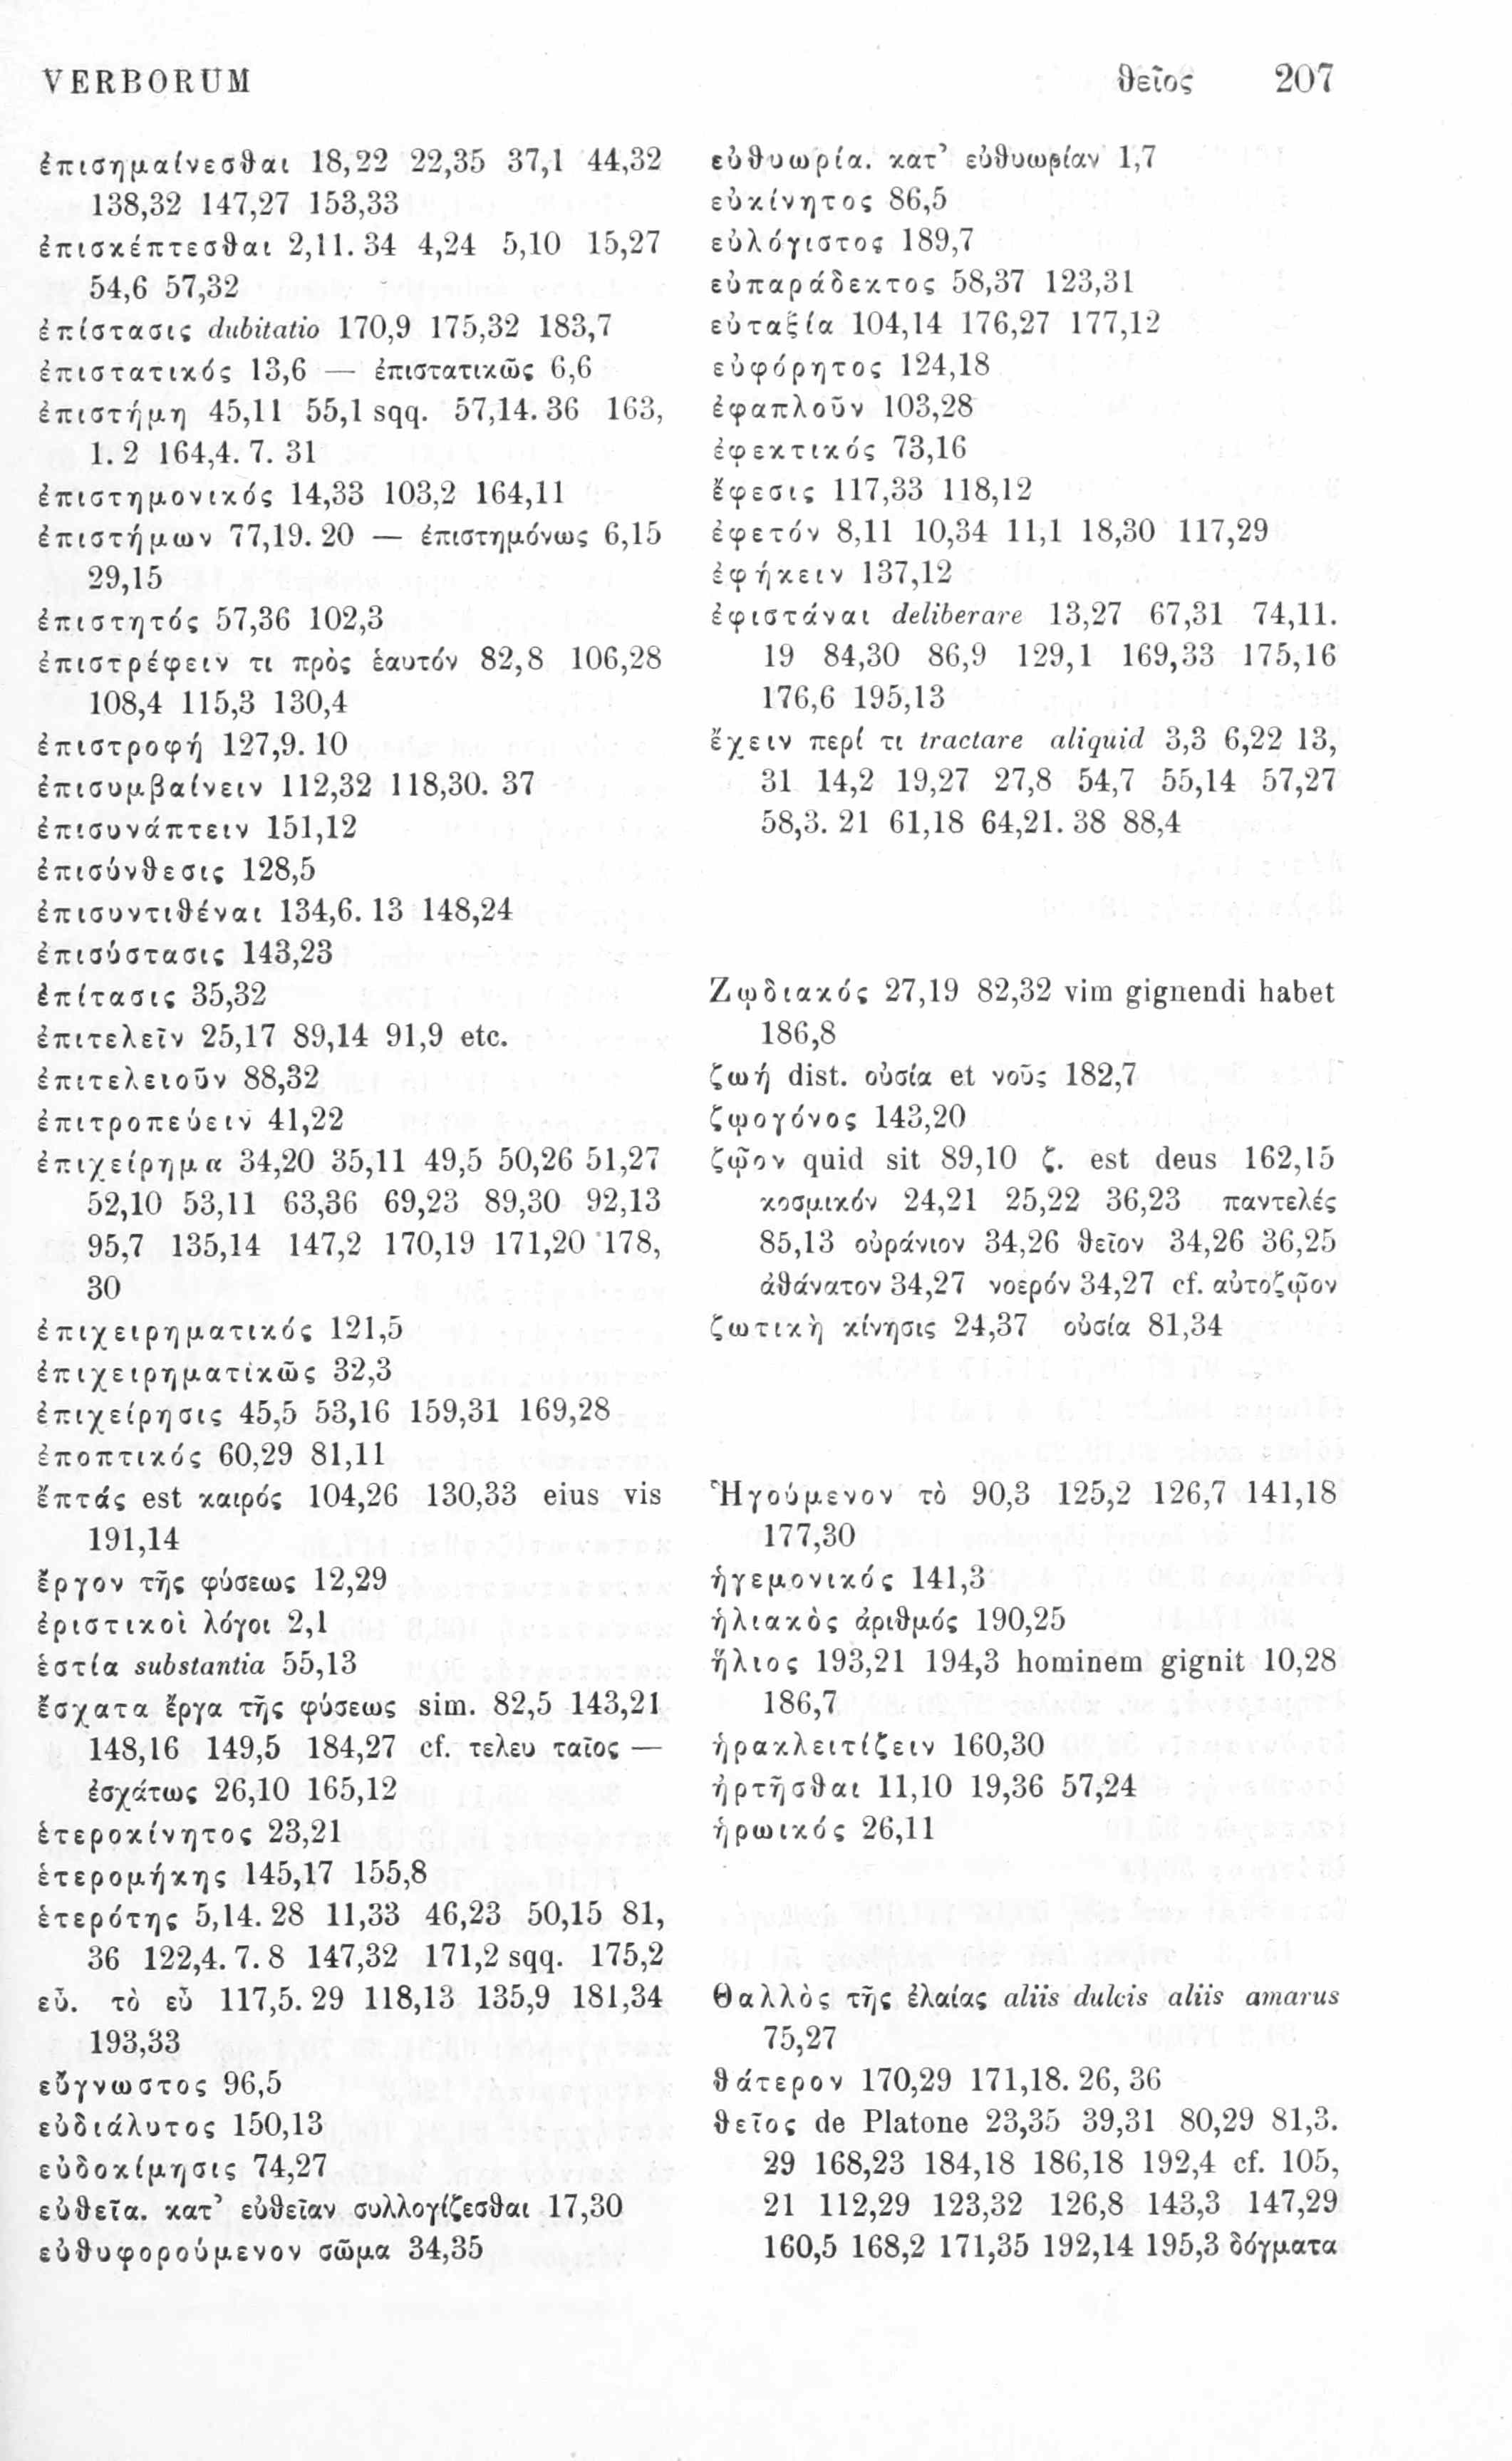 VERBORUM θεῖος 207
ἐπισημαίνεσθαι 18,22 22,35 37,1 44,32
138,32 147,27 153,33
ἐπισκέπτεσθαι 2,11. 34 4,24 5,10 15,27
54,6 57,32
ἐπίστασις dubitatio 170,9 175,32 183,7
ἐπιστατικός 13,6 — ἐπιστατικῶς 6,6
ἐπιστήμη 45,11 55,1 sqq. 57,14. 36 163,
1. 2 164,4. 7. 31
ἐπιστημονικός 14,33 103,2 164,11
ἐπιστήμων 77,19. 20 — ἐπιστημόνως 6,15
29,15
ἐπιστητός 57,36 102,3
ἐπιστρέφειν τι πρὸς ἑαυτόν 82,8 106,28
108,4 115,3 130,4
ἐπιστροφή 127,9. 10
ἐπισυμβαίνειν 112,32 118,30. 37
ἐπισυνάπτειν 151,12
ἐπισύνθεσις 128,5
ἐπισυντιθέναι 134,6. 13 148,24
ἐπισύστασις 143,23
ἐπίτασις 35,32
ἐπιτελεῖν 25,17 89,14 91,9 etc.
ἐπιτελειοῦν 88,32
ἐπιτροπεύειν 41,22
ἐπιχείρημα 34,20 35,11 49,5 50,26 51,27
52,10 53,11 63,36 69,23 89,30 92,13
95,7 135,14 147,2 170,19 171,20 178,
30
ἐπιχειρηματικός 121,5
ἐπιχειρηματικῶς 32,3
ἐπιχείρησις 45,5 53,16 159,31 169,28
ἐποπτικός 60,29 81,11
ἕπτάς est καιρός 104,26 130,33 eius vis
191,14
ἔργον τῆς φύσεως 12,29
ἐριστικοὶ λόγοι 2,1
ἑστία substantia 55,13
ἔσχατα ἔργα τῆς φύσεως sim. 82,5 143,21
148,16 149,5 184,27 cf. τελευ ταῖος —
ἐσχάτως 26,10 165,12
ἑτεροκίνητος 23,21
ἑτερομήκης 145,17 155,8
ἑτερότης 5,14. 28 11,33 46,23 50,15 81,
36 122,4. 7. 8 147,32 171,2 sqq. 175,2
εὖ. τὸ εὖ 117,5. 29 118,13 135,9 181,34
193,33
εὔγνωστος 96,5
εὐδιάλυτος 150,13
εὐδοκίμησις 74,27
εὐθεῖα. κατ᾽ εὐθεῖαν συλλογίζεσθαι 17,30
εὐθυφορούμενον σῶμα 34,35
εὐθυωρία. κατ᾽ εὐθυωρίαν 1,7
εὐκίνητος 86,5
εὐλόγιστος 189,7
εὐπαράδεκτος 58,37 123,31
εὐταξία 104,14 176,27 177,12
εὐφόρητος 124,18
ἐφαπλοῦν 103,28
ἐφεκτικός 73,16
ἔφεσις 117,33 118,12
ἐφετόν 8,11 10,34 11,1 18,30 117,29
ἐφήκειν 137,12
ἐφιστάναι deliberare 13,27 67,31 74,11.
19 84,30 86,9 129,1 169,33 175,16
176,6 195,13
ἔχειν περί τι tractare aliquid 3,3 6,22 13,
31 14,2 19,27 27,8 54,7 55,14 57,27
58,3. 21 61,18 64,21. 38 88,4
Ζῳδιακός 27,19 82,32 vim gignendi habet
186,8
ζωή dist. οὐσία et νοῦς 182,7
ζῳογόνος 143,20
ζῷον quid sit 89,10 ζ. est deus 162,15
κοσμικόν 24,21 25,22 36,23 παντελές
85,13 οὐράνιον 34,26 θεῖον 34,26 36,25
ἀθάνατον 34,27 νοερόν 34,27 cf. αὐτοζῷον
ζωτικὴ κίνησις 24,37 οὐσία 81,34
Ἡγούμενον τὸ 90,3 125,2 126,7 141,18
177,30
ἡγεμονικός 141,3
ἡλιακὸς ἀριθμός 190,25
ἥλιος 193,21 194,3 hominem gignit 10,28
186,7
ἡρακλειτίζειν 160,30
ἠρτῆσθαι 11,10 19,36 57,24
ἡρωικός 26,11
Θαλλὸς τῆς ἐλαίας aliis dulcis aliis amarus
75,27
θάτερον 170,29 171,18. 26, 36
θεῖος de Platone 23,35 39,31 80,29 81,3.
29 168,23 184,18 186,18 192,4 cf. 105,
21 112,29 123,32 126,8 143,3 147,29
160,5 168,2 171,35 192,14 195,3 δόγματα